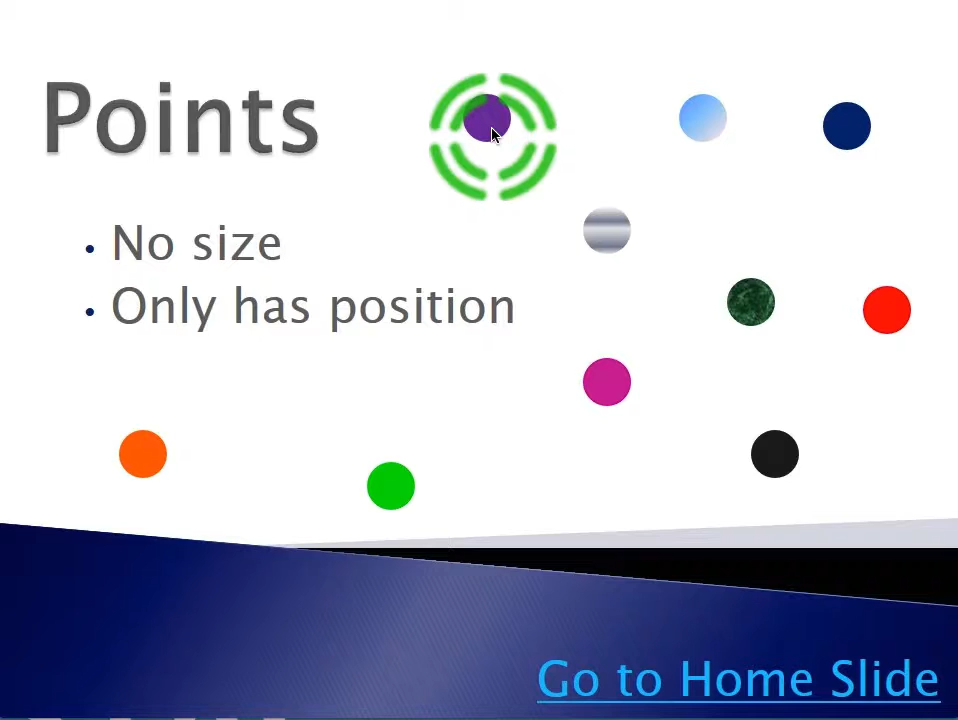 Points
• No size
• Only has position
Go to Home Slide